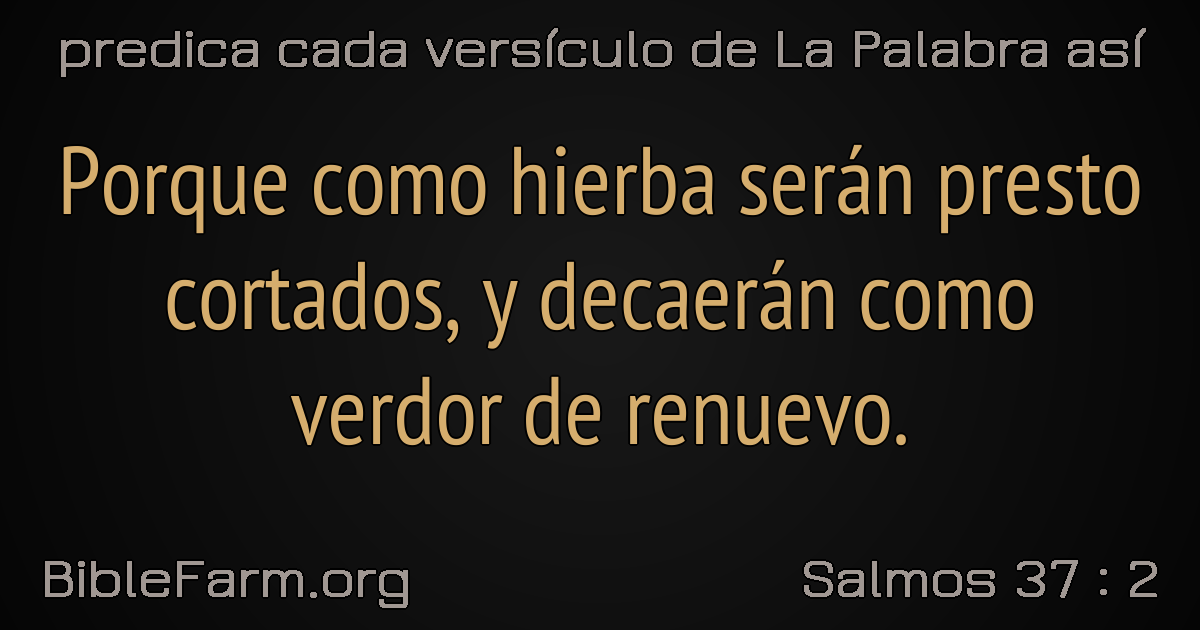 predica cada versículo de La Palabra así
Porque como hierba serán presto
cortados, y decaerán como
verdor de renuevo.
BibleFarm.org
Salmos 37 : 2